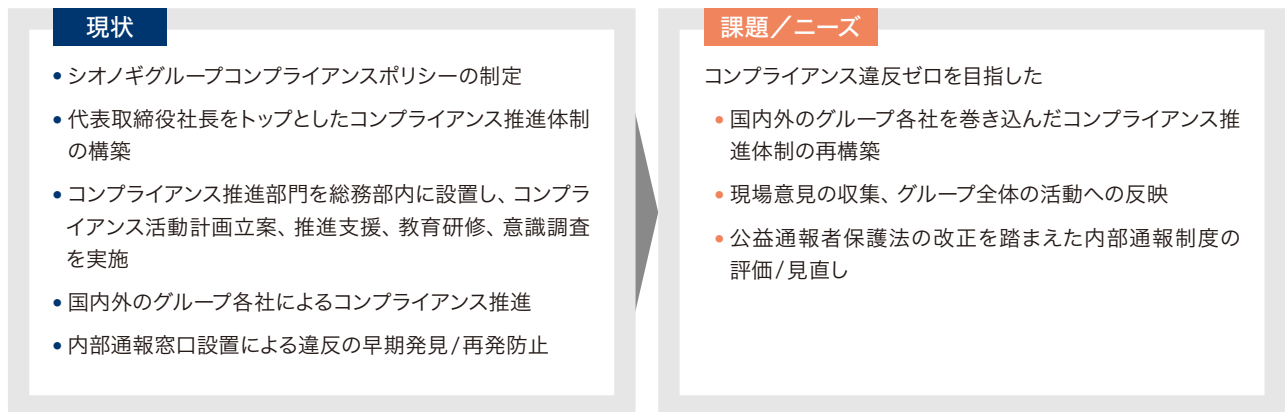 現状
• シオノギグループコンプライアンスポリシーの制定
• 代表取締役社長をトップとしたコンプライアンス推進体制
の構築
• コンプライアンス推進部門を総務部内に設置し、コンプラ
イアンス活動計画立案、推進支援、教育研修、意識調査
を実施
• 国内外のグループ各社によるコンプライアンス推進
• 内部通報窓口設置による違反の早期発見/再発防止
課題／ニーズ
コンプライアンス違反ゼロを目指した
• 国内外のグループ各社を巻き込んだコンプライアンス推
進体制の再構築
• 現場意見の収集、グループ全体の活動への反映
• 公益通報者保護法の改正を踏まえた内部通報制度の
評価/見直し